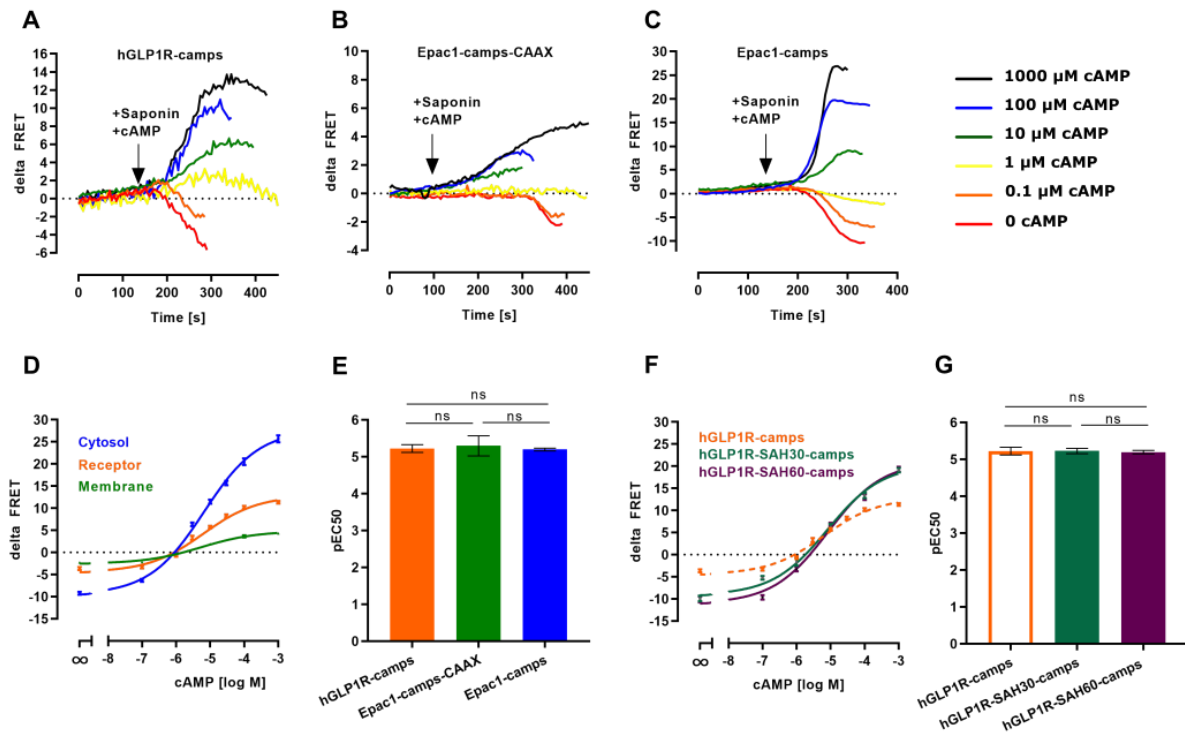 A
hGLP1R-camps
+Saponin
+cAMP
delta FRET
16
14
12
10
8
6
4
2
0
-2
-4
-6
0 100 200 300 400
Time [s]
B
Epac1-camps-CAAX
+Saponin
+cAMP
delta FRET
10
8
6
4
2
0
-2
-4
0 100 200 300 400
Time [s]
C
Epac1-camps
+Saponin
+cAMP
delta FRET
30
25
20
15
10
5
0
-5
-10
0 100 200 300 400
Time [s]
1000 µM cAMP
100 µM cAMP
10 µM cAMP
1 µM cAMP
0.1 µM cAMP
0 cAMP
D
Cytosol
Receptor
Membrane
delta FRET
30
25
20
15
10
5
0
-5
-10
-15
∞ -8 -7 -6 -5 -4 -3
cAMP [log M]
E
ns
ns ns
pEC50
6
5
4
3
2
1
0
hGLP1R-camps
Epac1-camps-CAAX
Epac1-camps
F
hGLP1R-camps
hGLP1R-SAH30-camps
hGLP1R-SAH60-camps
delta FRET
30
25
20
15
10
5
0
-5
-10
-15
∞ -8 -7 -6 -5 -4 -3
cAMP [log M]
G
ns
ns ns
pEC50
6
5
4
3
2
1
0
hGLP1R-camps
hGLP1R-SAH30-camps
hGLP1R-SAH60-camps